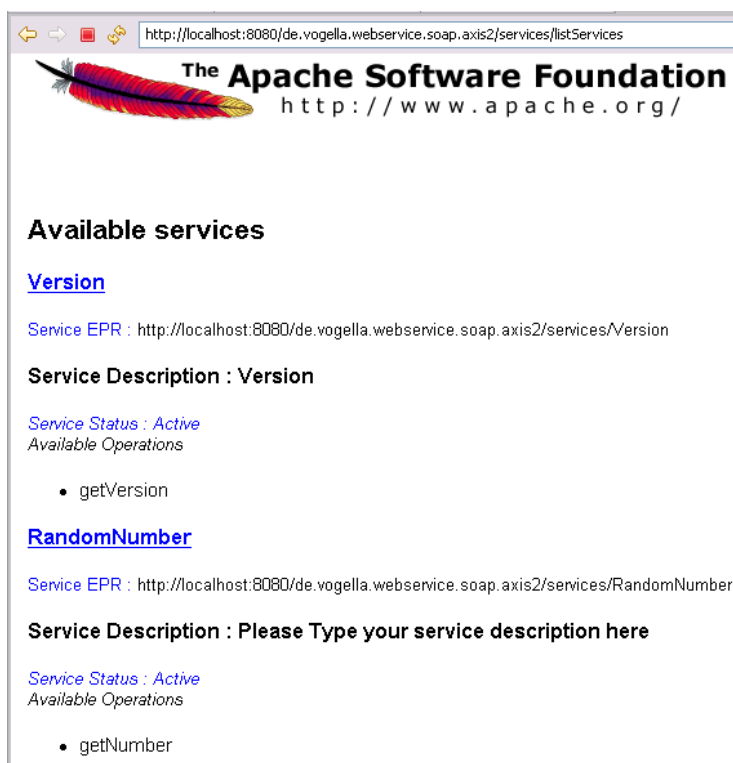 http://localhost:8080/de.vogella.webservice.soap.axis2/services/listServices
The Apache Software Foundation
http://www.apache.org/
Available services
Version
Service EPR : http://localhost:8080/de.vogella.webservice.soap.axis2/services/Version
Service Description : Version
Service Status : Active
Available Operations
• getVersion
RandomNumber
Service EPR : http://localhost:8080/de.vogella.webservice.soap.axis2/services/RandomNumber
Service Description : Please Type your service description here
Service Status : Active
Available Operations
• getNumber